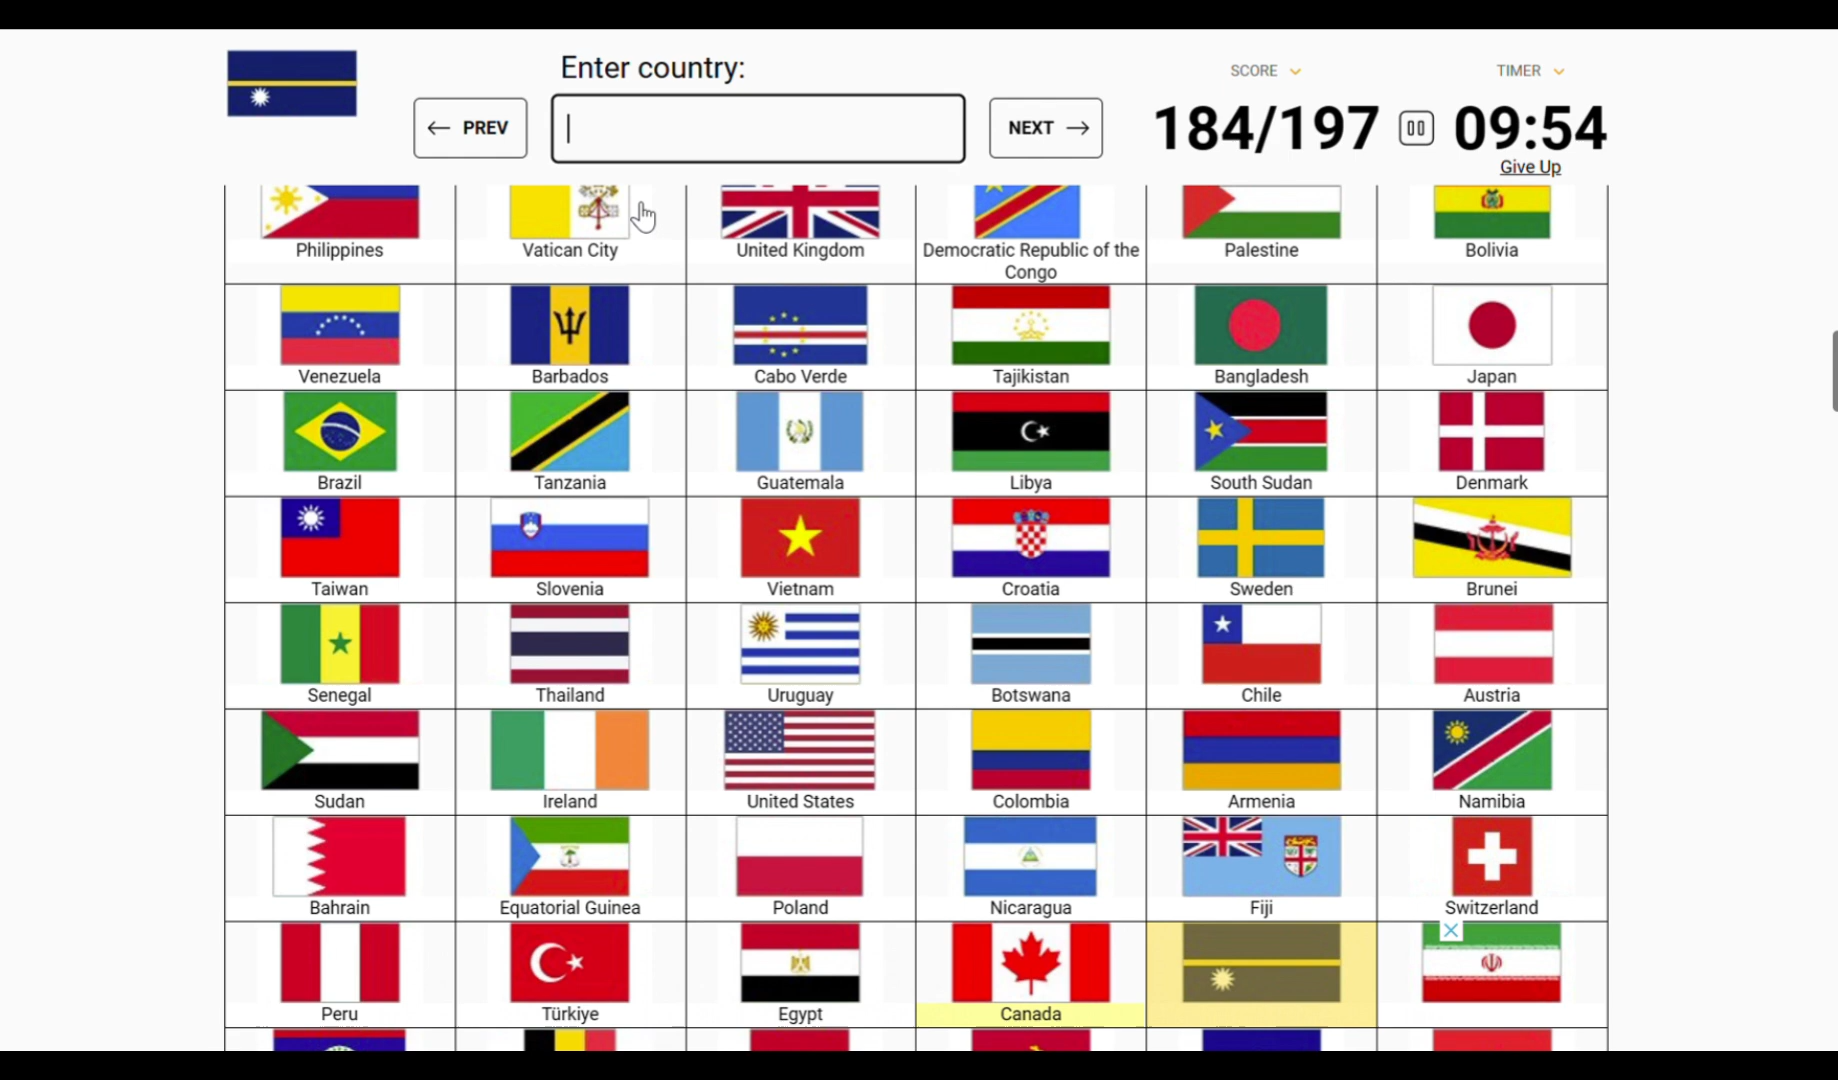 Enter country:
SCORE
TIMER
← PREV
NEXT →
184/197
09:54
Give Up
Philippines
Vatican City
United Kingdom
Democratic Republic of the
Congo
Palestine
Bolivia
Venezuela
Barbados
Cabo Verde
Tajikistan
Bangladesh
Japan
Brazil
Tanzania
Guatemala
Libya
South Sudan
Denmark
Taiwan
Slovenia
Vietnam
Croatia
Sweden
Brunei
Senegal
Thailand
Uruguay
Botswana
Chile
Austria
Sudan
Ireland
United States
Colombia
Armenia
Namibia
Bahrain
Equatorial Guinea
Poland
Nicaragua
Fiji
Switzerland
Peru
Türkiye
Egypt
Canada